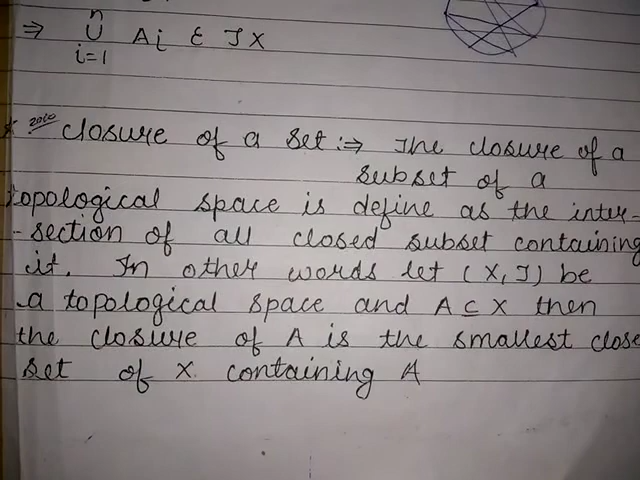 ⇒ n
∪ Ai ε JX
i=1
* 2020 closure of a set :⇒ The closure of a
subset of a
topological space is define as the inter-
-section of all closed subset containing
it. In other words let (X, J) be
a topological space and A ⊆ X then
the closure of A is the smallest close
set of X containing A